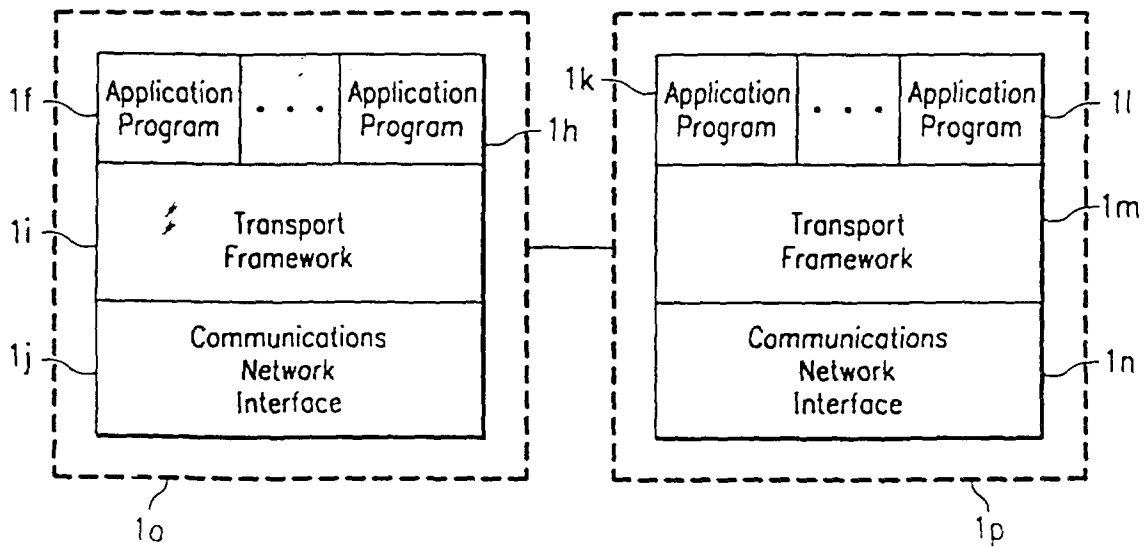 1f
Application
Program
. . .
Application
Program
1h
1i
Transport
Framework
1j
Communications
Network
Interface
1o
1k
Application
Program
. . .
Application
Program
1l
Transport
Framework
1m
Communications
Network
Interface
1n
1p